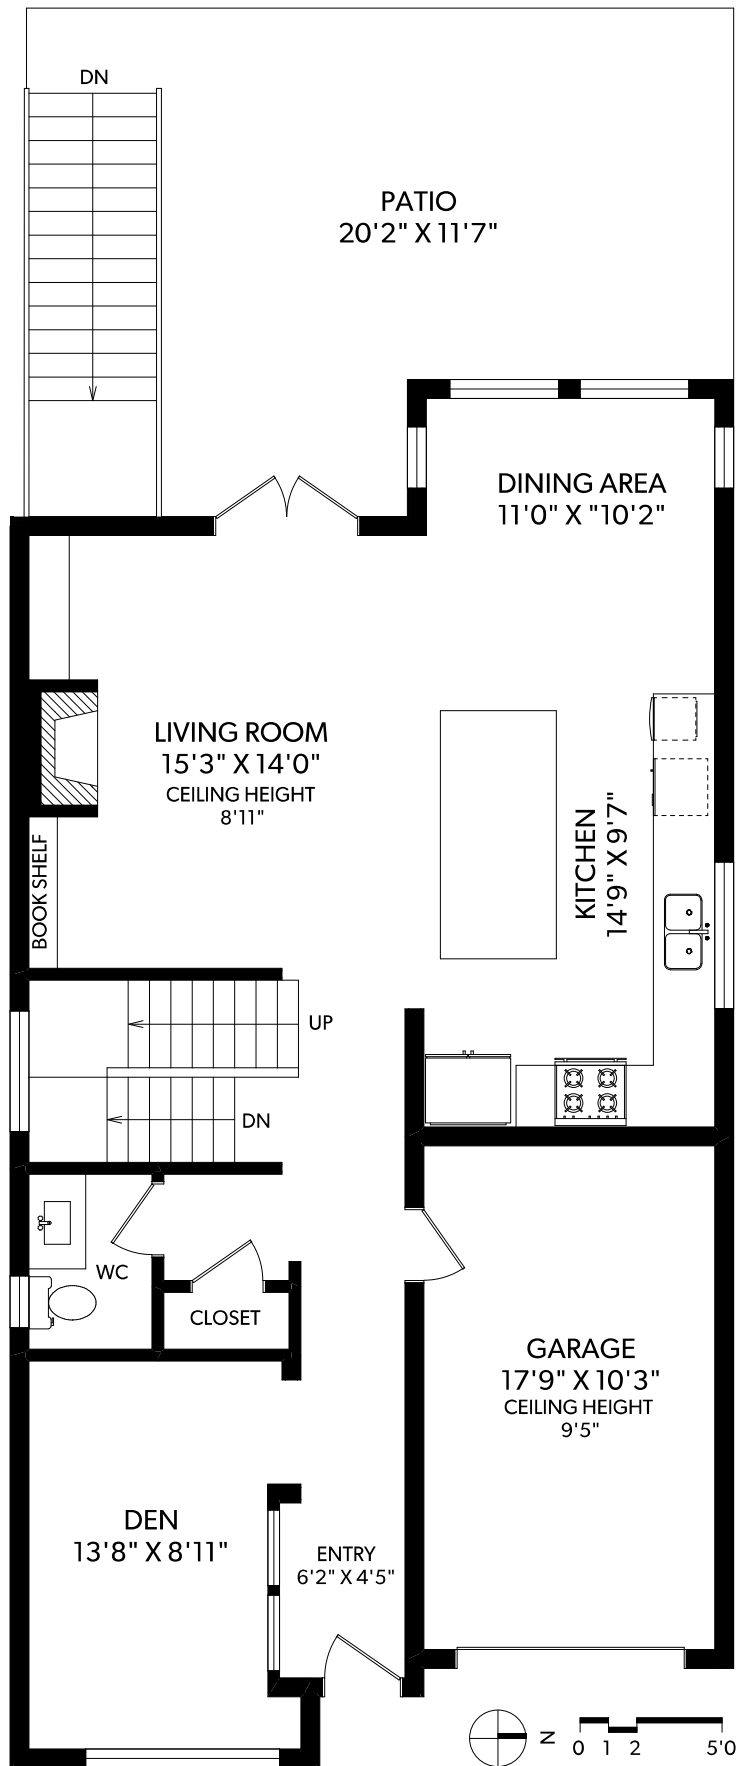 DN
PATIO
20'2" X 11'7"
DINING AREA
11'0" X "10'2"
LIVING ROOM
15'3" X 14'0"
CEILING HEIGHT
8'11"
KITCHEN
14'9" X 9'7"
BOOK SHELF
UP
DN
WC
CLOSET
GARAGE
17'9" X 10'3"
CEILING HEIGHT
9'5"
DEN
13'8" X 8'11"
ENTRY
6'2" X 4'5"
N
0 1 2 5'0